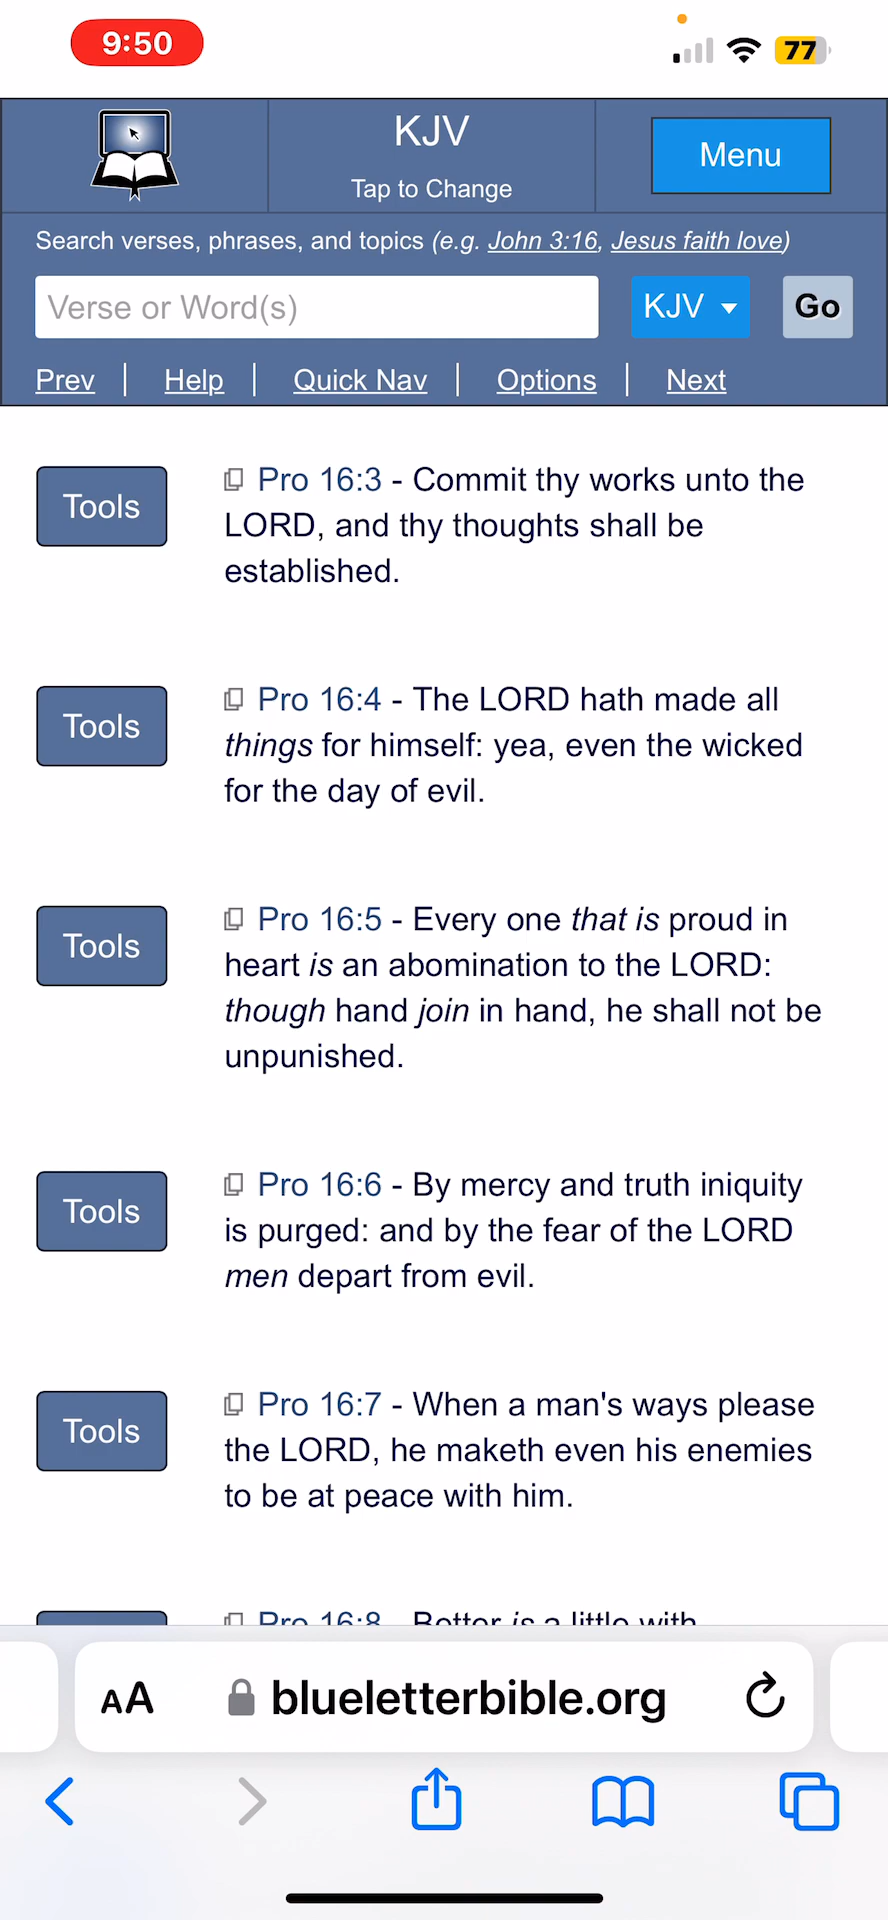 9:50
77
KJV
Tap to Change
Menu
Search verses, phrases, and topics (e.g. John 3:16, Jesus faith love)
Verse or Word(s)
KJV
Go
Prev | Help | Quick Nav | Options | Next
Tools
Pro 16:3 - Commit thy works unto the
LORD, and thy thoughts shall be
established.
Tools
Pro 16:4 - The LORD hath made all
things for himself: yea, even the wicked
for the day of evil.
Tools
Pro 16:5 - Every one that is proud in
heart is an abomination to the LORD:
though hand join in hand, he shall not be
unpunished.
Tools
Pro 16:6 - By mercy and truth iniquity
is purged: and by the fear of the LORD
men depart from evil.
Tools
Pro 16:7 - When a man's ways please
the LORD, he maketh even his enemies
to be at peace with him.
Pro 16:8 - Better is a little with
AA
blueletterbible.org